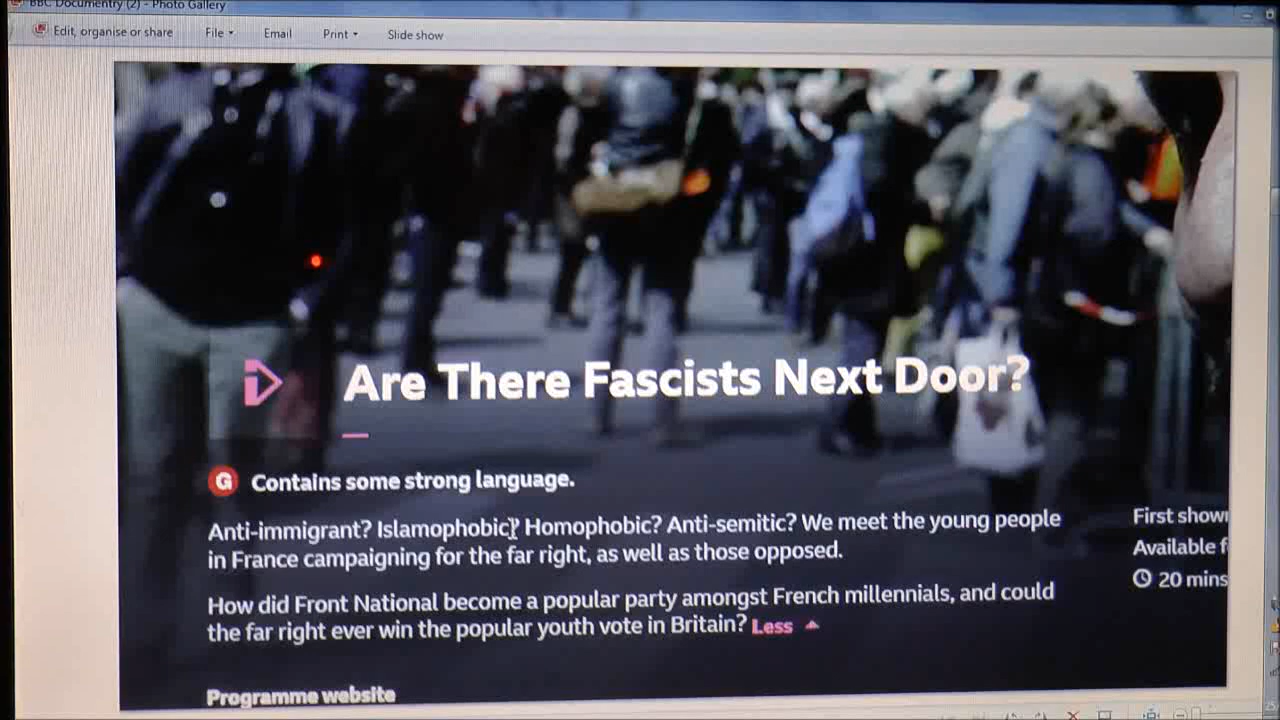 BBC Documentry (2) - Photo Gallery
Edit, organise or share File Email Print Slide show
Are There Fascists Next Door?
G Contains some strong language.
Anti-immigrant? Islamophobic? Homophobic? Anti-semitic? We meet the young people
in France campaigning for the far right, as well as those opposed.
How did Front National become a popular party amongst French millennials, and could
the far right ever win the popular youth vote in Britain? Less
First shown
Available f
20 mins
Programme website